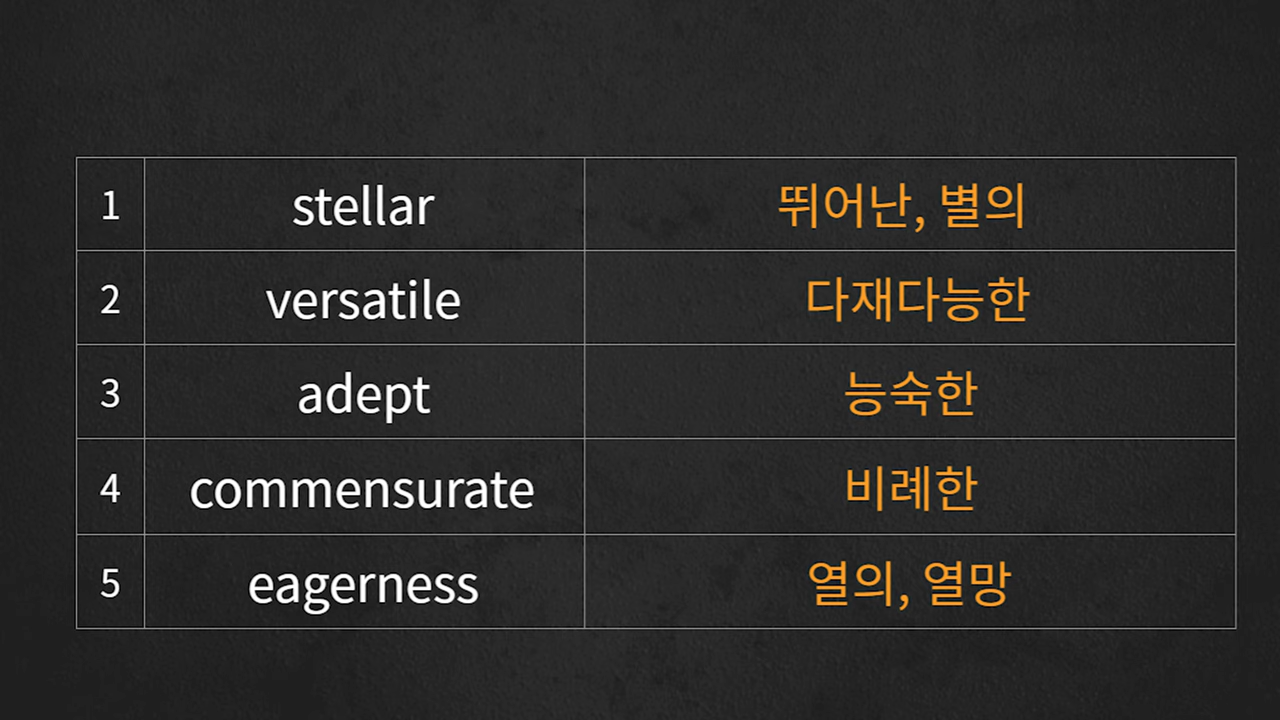 1 stellar 뛰어난, 별의
2 versatile 다재다능한
3 adept 능숙한
4 commensurate 비례한
5 eagerness 열의, 열망